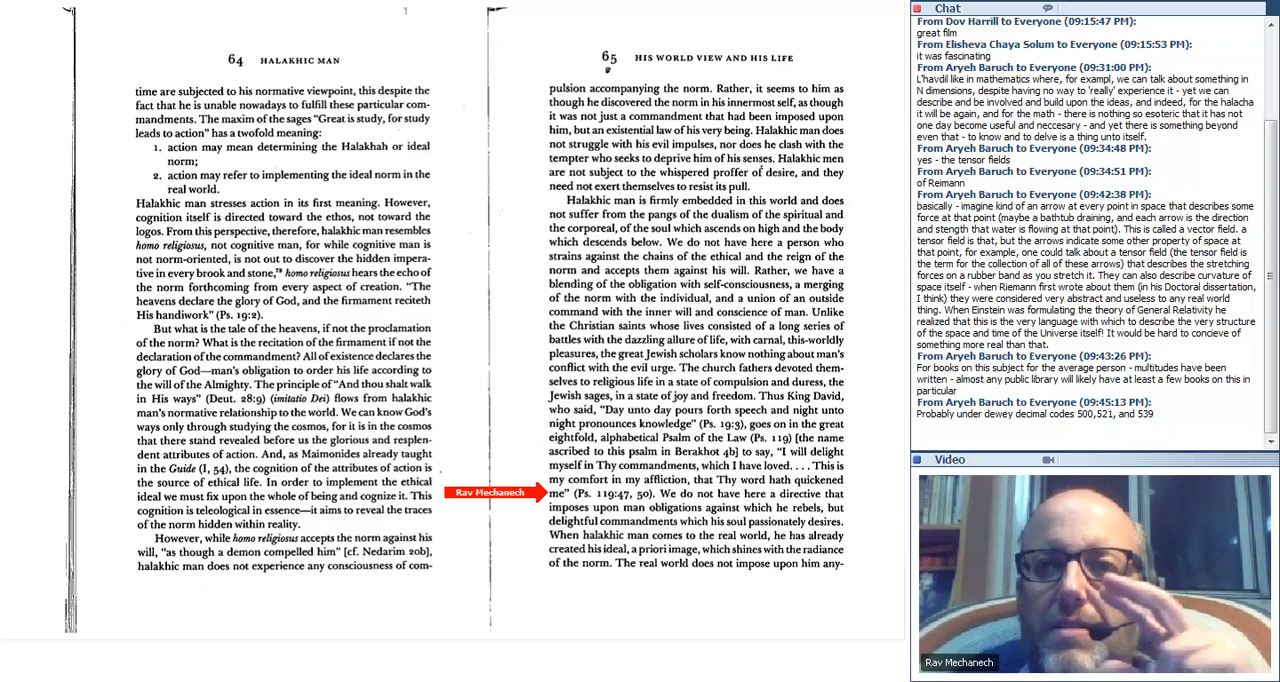 64 HALAKHIC MAN
time are subjected to his normative viewpoint, this despite the
fact that he is unable nowadays to fulfill these particular com-
mandments. The maxim of the sages "Great is study, for study
leads to action" has a twofold meaning:
1. action may mean determining the Halakhah or ideal
norm;
2. action may refer to implementing the ideal norm in the
real world.
Halakhic man stresses action in its first meaning. However,
cognition itself is directed toward the ethos, not toward the
logos. From this perspective, therefore, halakhic man resembles
homo religiosus, not cognitive man, for while cognitive man is
not norm-oriented, is not out to discover the hidden impera-
tive in every brook and stone,⁷⁹ homo religiosus hears the echo of
the norm forthcoming from every aspect of creation. "The
heavens declare the glory of God, and the firmament reciteth
His handiwork" (Ps. 19:2).
But what is the tale of the heavens, if not the proclamation
of the norm? What is the recitation of the firmament if not the
declaration of the commandment? All of existence declares the
glory of God—man's obligation to order his life according to
the will of the Almighty. The principle of "And thou shalt walk
in His ways" (Deut. 28:9) (imitatio Dei) flows from halakhic
man's normative relationship to the world. We can know God's
ways only through studying the cosmos, for it is in the cosmos
that there stand revealed before us the glorious and resplen-
dent attributes of action. And, as Maimonides already taught
in the Guide (I, 54), the cognition of the attributes of action is
the source of ethical life. In order to implement the ethical
ideal we must fix upon the whole of being and cognize it. This
cognition is teleological in essence—it aims to reveal the traces
of the norm hidden within reality.
However, while homo religiosus accepts the norm against his
will, "as though a demon compelled him" [cf. Nedarim 20b],
halakhic man does not experience any consciousness of com-
65 HIS WORLD VIEW AND HIS LIFE
pulsion accompanying the norm. Rather, it seems to him as
though he discovered the norm in his innermost self, as though
it was not just a commandment that had been imposed upon
him, but an existential law of his very being. Halakhic man does
not struggle with his evil impulses, nor does he clash with the
tempter who seeks to deprive him of his senses. Halakhic men
are not subject to the whispered proffer of desire, and they
need not exert themselves to resist its pull.
Halakhic man is firmly embedded in this world and does
not suffer from the pangs of the dualism of the spiritual and
the corporeal, of the soul which ascends on high and the body
which descends below. We do not have here a person who
strains against the chains of the ethical and the reign of the
norm and accepts them against his will. Rather, we have a
blending of the obligation with self-consciousness, a merging
of the norm with the individual, and a union of an outside
command with the inner will and conscience of man. Unlike
the Christian saints whose lives consisted of a long series of
battles with the dazzling allure of life, with carnal, this-worldly
pleasures, the great Jewish scholars know nothing about man's
conflict with the evil urge. The church fathers devoted them-
selves to religious life in a state of compulsion and duress, the
Jewish sages, in a state of joy and freedom. Thus King David,
who said, "Day unto day pours forth speech and night unto
night pronounces knowledge" (Ps. 19:3), goes on in the great
eightfold, alphabetical Psalm of the Law (Ps. 119) [the name
ascribed to this psalm in Berakhot 4b] to say, "I will delight
myself in Thy commandments, which I have loved. . . . This is
my comfort in my affliction, that Thy word hath quickened
Rav Mechanech
me" (Ps. 119:47, 50). We do not have here a directive that
imposes upon man obligations against which he rebels, but
delightful commandments which his soul passionately desires.
When halakhic man comes to the real world, he has already
created his ideal, a priori image, which shines with the radiance
of the norm. The real world does not impose upon him any-
Chat
From Dov Harrill to Everyone (09:15:47 PM):
great film
From Elisheva Chaya Solum to Everyone (09:15:53 PM):
it was fascinating
From Aryeh Baruch to Everyone (09:31:00 PM):
L'havdil like in mathematics where, for exampl, we can talk about something in
N dimensions, despite having no way to 'really' experience it - yet we can
describe and be involved and build upon the ideas, and indeed, for the halacha
it will be again, and for the math - there is nothing so esoteric that it has not
one day become useful and neccesary - and yet there is something beyond
even that - to know and to delve is a thing unto itself.
From Aryeh Baruch to Everyone (09:34:48 PM):
yes - the tensor fields
From Aryeh Baruch to Everyone (09:34:51 PM):
of Reimann
From Aryeh Baruch to Everyone (09:42:38 PM):
basically - imagine kind of an arrow at every point in space that describes some
force at that point (maybe a bathtub draining, and each arrow is the direction
and stength that water is flowing at that point). This is called a vector field. a
tensor field is that, but the arrows indicate some other property of space at
that point, for example, one could talk about a tensor field (the tensor field is
the term for the collection of all of these arrows) that describes the stretching
forces on a rubber band as you stretch it. They can also describe curvature of
space itself - when Riemann first wrote about them (in his Doctoral dissertation,
I think) they were considered very abstract and useless to any real world
thing. When Einstein was formulating the theory of General Relativity he
realized that this is the very language with which to describe the very structure
of the space and time of the Universe itself! It would be hard to concieve of
something more real than that.
From Aryeh Baruch to Everyone (09:43:26 PM):
For books on this subject for the average person - multitudes have been
written - almost any public library will likely have at least a few books on this in
particular
From Aryeh Baruch to Everyone (09:45:13 PM):
Probably under dewey decimal codes 500,521, and 539
Video
Rav Mechanech